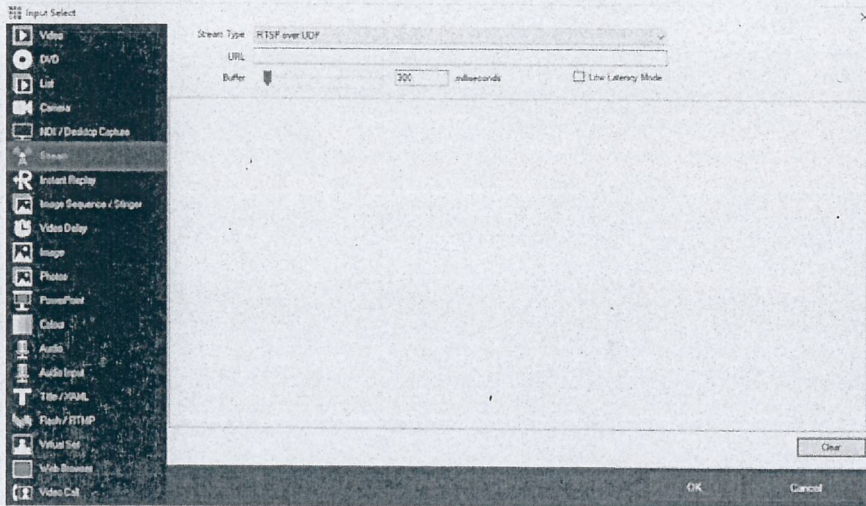 Input Select
Video
DVD
List
Camera
NDI / Desktop Capture
Stream
Instant Replay
Image Sequence / Stinger
Video Delay
Image
Photos
PowerPoint
Colour
Audio
Audio Input
Title / XAML
Flash / RTMP
Virtual Set
Web Browser
Video Call
Stream Type RTSP over UDP
URL
Buffer 300 milliseconds Low Latency Mode
Clear
OK Cancel